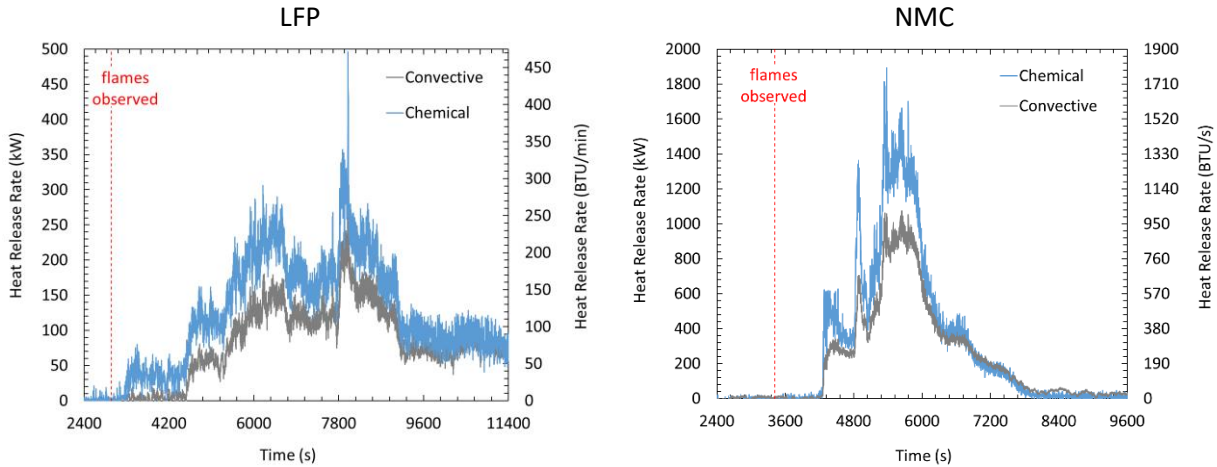 LFP
500
450
400
350
300
250
200
150
100
50
0
Heat Release Rate (kW)
flames
observed
Convective
Chemical
450
400
350
300
250
200
150
100
50
0
Heat Release Rate (BTU/min)
2400 4200 6000 7800 9600 11400
Time (s)
NMC
2000
1800
1600
1400
1200
1000
800
600
400
200
0
Heat Release Rate (kW)
flames
observed
Chemical
Convective
1900
1710
1520
1330
1140
950
760
570
380
190
0
Heat Release Rate (BTU/s)
2400 3600 4800 6000 7200 8400 9600
Time (s)